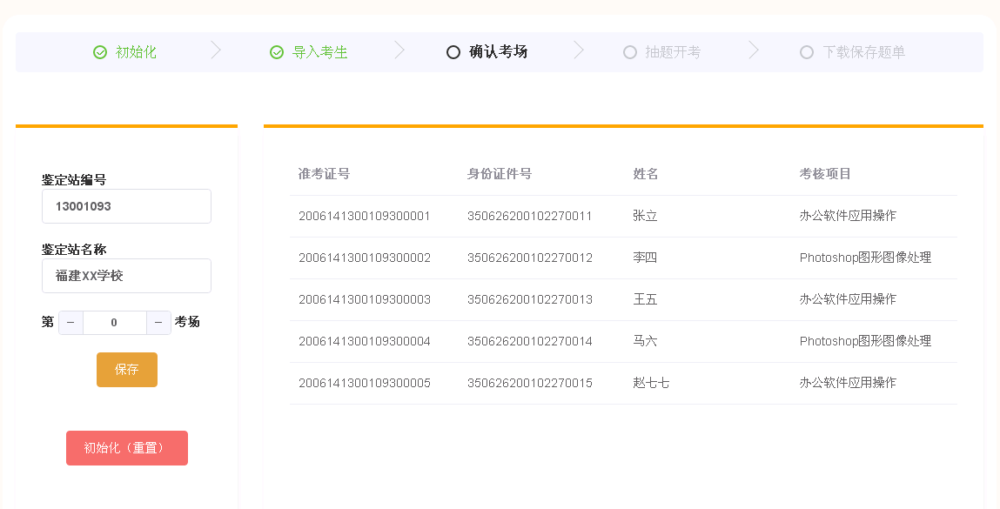 初始化 导入考生 确认考场 抽题开考 下载保存题单
鉴定站编号
13001093
鉴定站名称
福建XX学校
第 － 0 － 考场
保存
初始化（重置）
准考证号 身份证件号 姓名 考核项目
2006141300109300001 350626200102270011 张立 办公软件应用操作
2006141300109300002 350626200102270012 李四 Photoshop图形图像处理
2006141300109300003 350626200102270013 王五 办公软件应用操作
2006141300109300004 350626200102270014 马六 Photoshop图形图像处理
2006141300109300005 350626200102270015 赵七七 办公软件应用操作